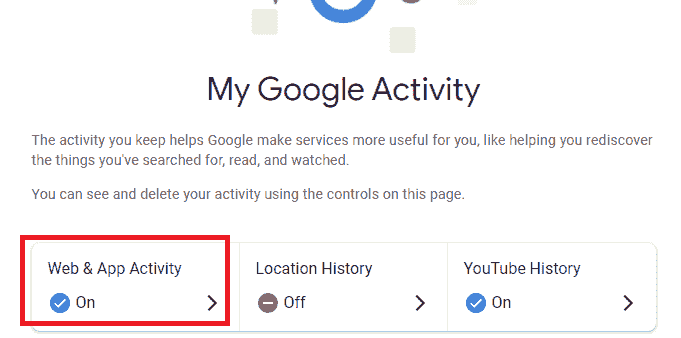 My Google Activity
The activity you keep helps Google make services more useful for you, like helping you rediscover
the things you've searched for, read, and watched.
You can see and delete your activity using the controls on this page.
Web & App Activity
On
Location History
Off
YouTube History
On